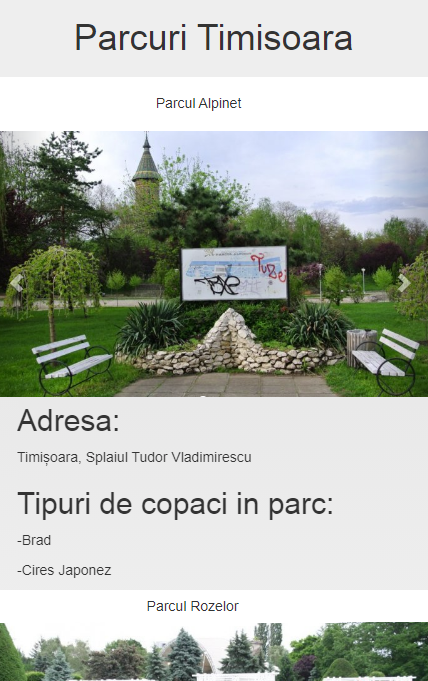 Parcuri Timisoara
Parcul Alpinet
Adresa:
Timișoara, Splaiul Tudor Vladimirescu
Tipuri de copaci in parc:
-Brad
-Cires Japonez
Parcul Rozelor